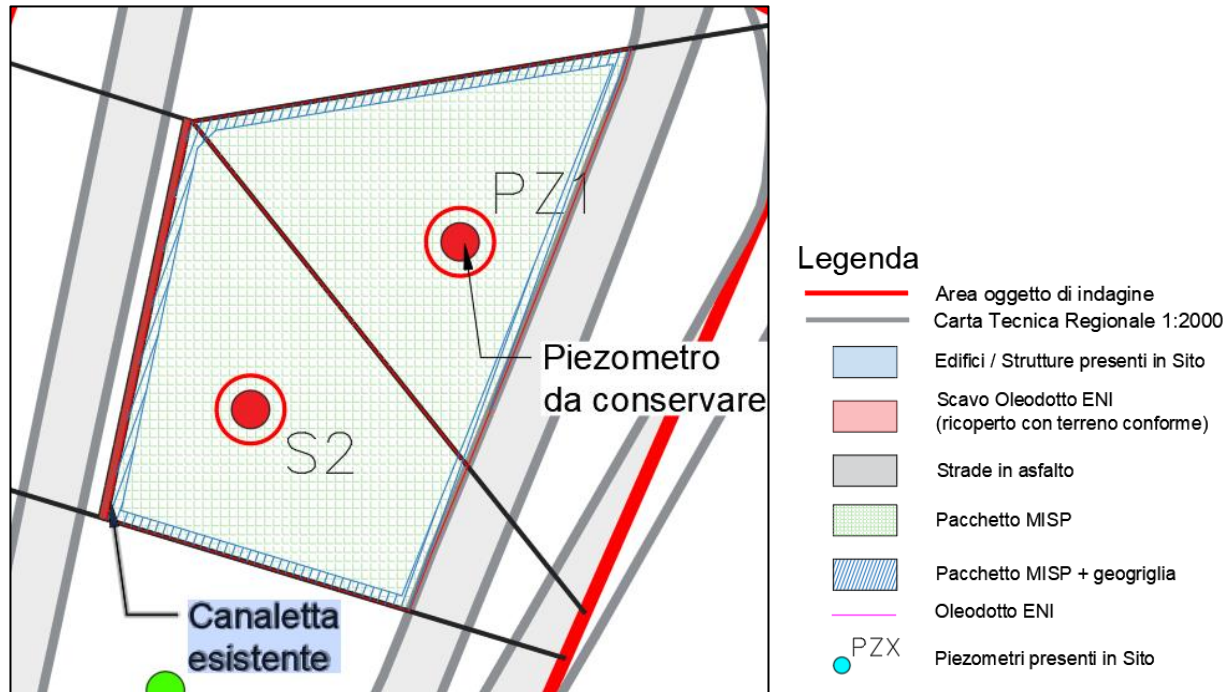 PZ1
Piezometro
da conservare
S2
Canaletta
esistente
Legenda
Area oggetto di indagine
Carta Tecnica Regionale 1:2000
Edifici / Strutture presenti in Sito
Scavo Oleodotto ENI
(ricoperto con terreno conforme)
Strade in asfalto
Pacchetto MISP
Pacchetto MISP + geogriglia
Oleodotto ENI
PZX
Piezometri presenti in Sito